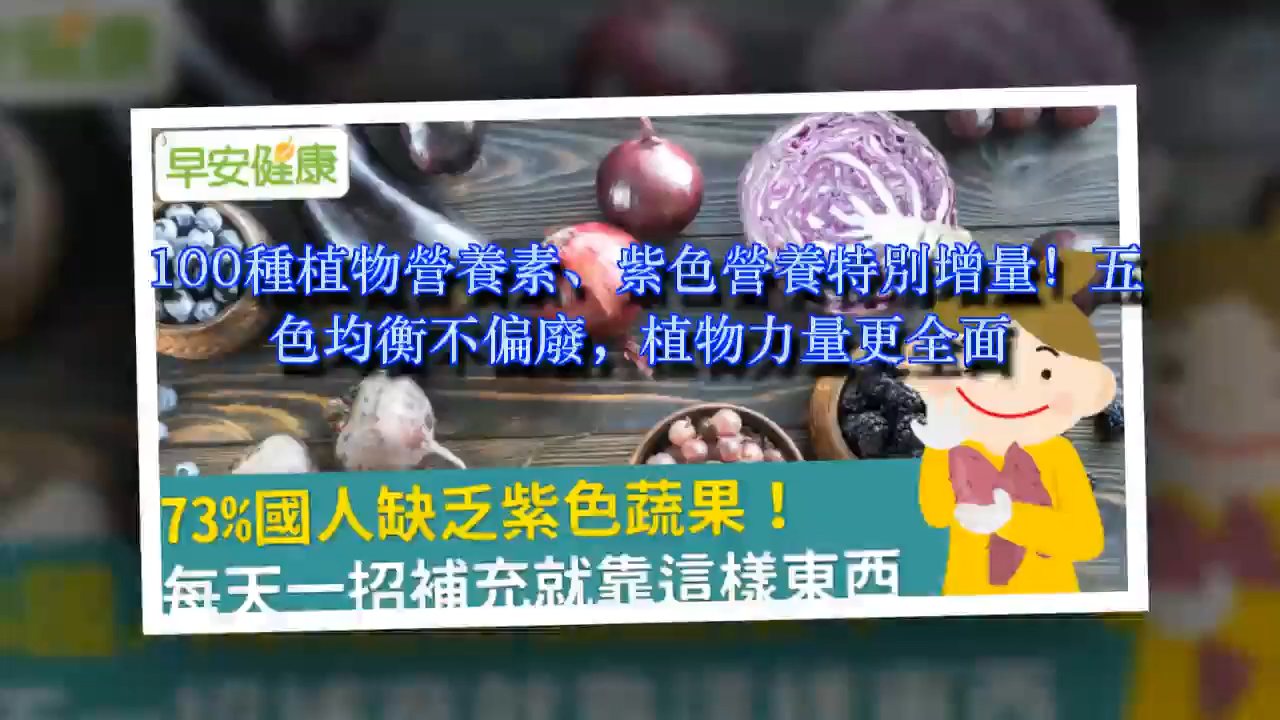 早安健康
100種植物營養素、紫色營養特別增量！五
色均衡不偏廢，植物力量更全面
73%國人缺乏紫色蔬果！
每天一招補充就靠這樣東西